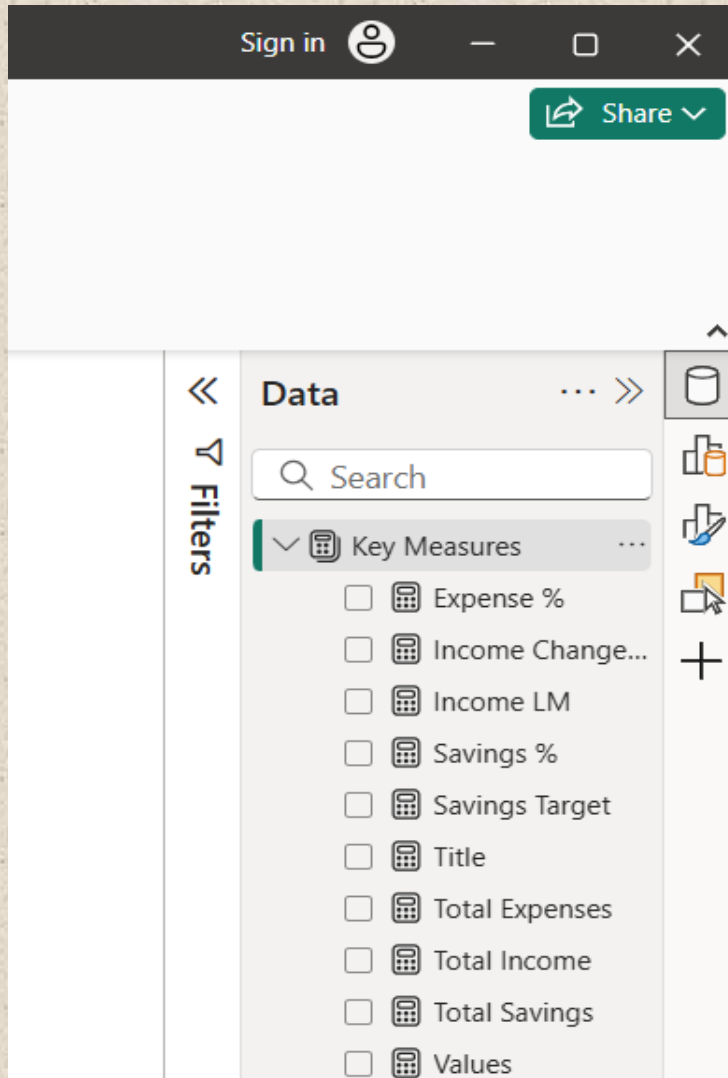 Sign in
Share
Data
Filters
Search
Key Measures
Expense %
Income Change...
Income LM
Savings %
Savings Target
Title
Total Expenses
Total Income
Total Savings
Values